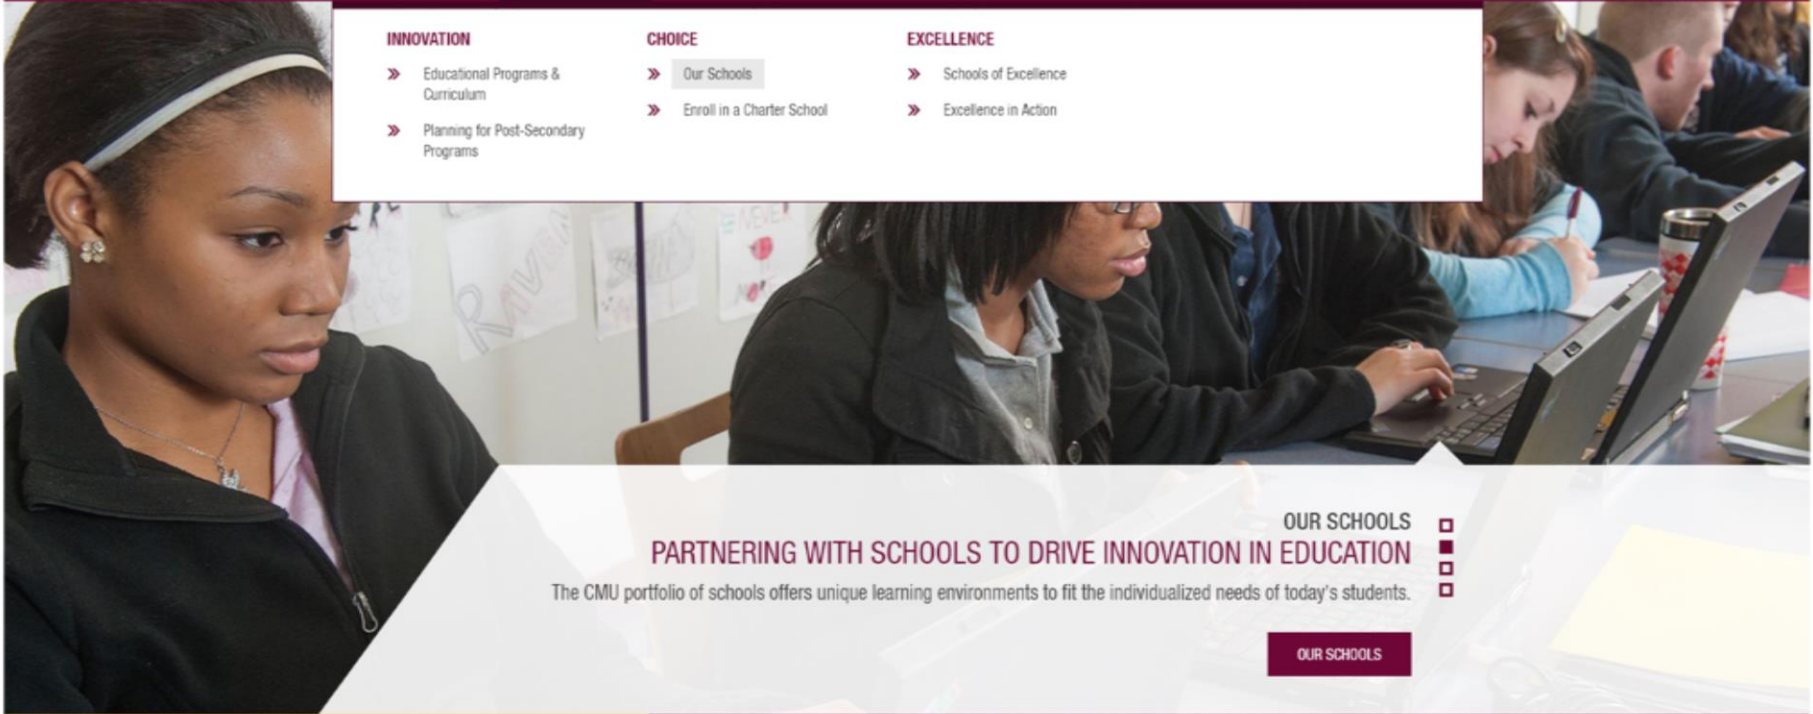 INNOVATION
Educational Programs &
Curriculum
Planning for Post-Secondary
Programs
CHOICE
Our Schools
Enroll in a Charter School
EXCELLENCE
Schools of Excellence
Excellence in Action
OUR SCHOOLS
PARTNERING WITH SCHOOLS TO DRIVE INNOVATION IN EDUCATION
The CMU portfolio of schools offers unique learning environments to fit the individualized needs of today's students.
OUR SCHOOLS